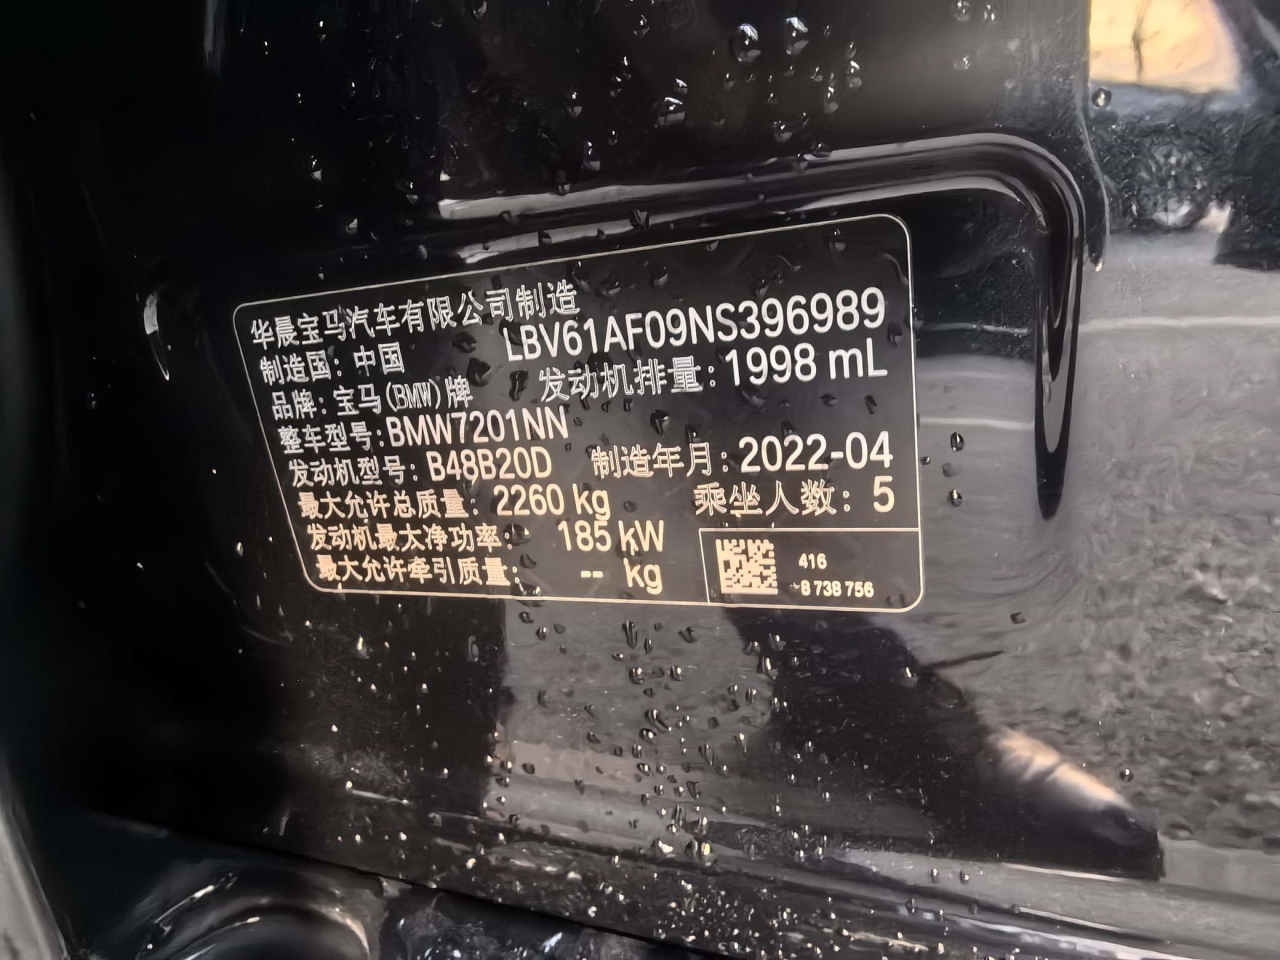 华晨宝马汽车有限公司制造
制造国：中国 LBV61AF09NS396989
品牌：宝马(BMW)牌 发动机排量：1998 mL
整车型号：BMW7201NN
发动机型号：B48B20D 制造年月：2022-04
最大允许总质量：2260 kg 乘坐人数：5
发动机最大净功率：185 kW
最大允许牵引质量：-- kg
416
8 738 756